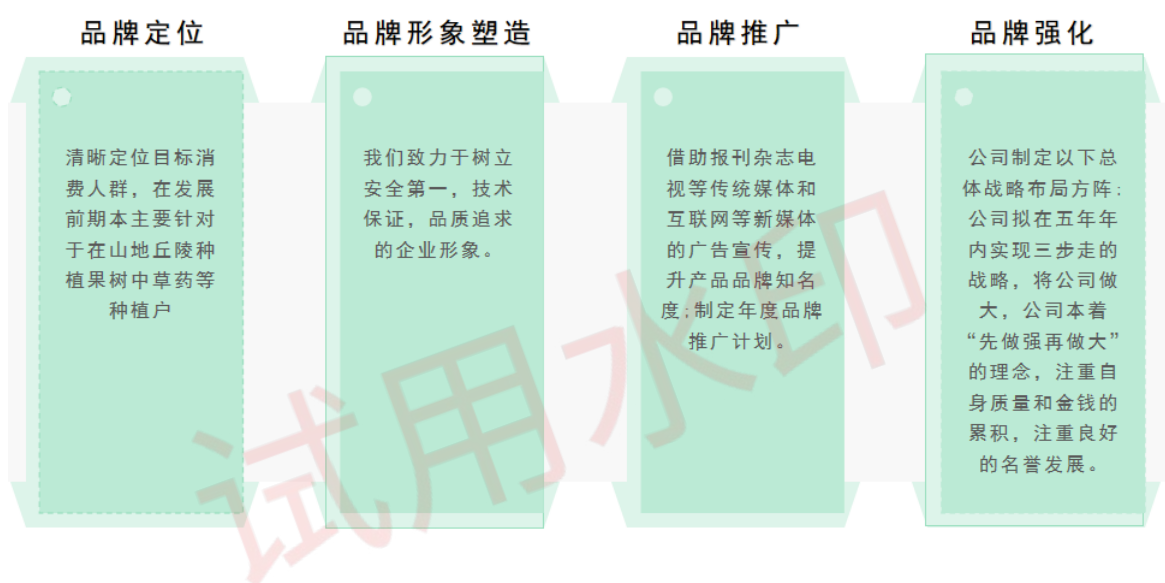 品牌定位
清晰定位目标消
费人群，在发展
前期本主要针对
于在山地丘陵种
植果树中草药等
种植户
品牌形象塑造
我们致力于树立
安全第一，技术
保证，品质追求
的企业形象。
品牌推广
借助报刊杂志电
视等传统媒体和
互联网等新媒体
的广告宣传，提
升产品品牌知名
度;制定年度品牌
推广计划。
品牌强化
公司制定以下总
体战略布局方阵:
公司拟在五年年
内实现三步走的
战略，将公司做
大，公司本着
“先做强再做大”
的理念，注重自
身质量和金钱的
累积，注重良好
的名誉发展。
试用水印